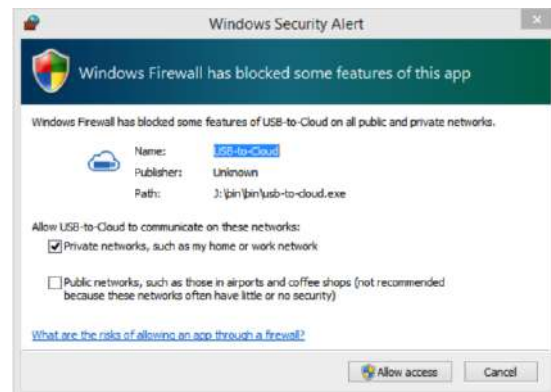 Windows Security Alert
Windows Firewall has blocked some features of this app
Windows Firewall has blocked some features of USB-to-Cloud on all public and private networks.
Name: USB-to-Cloud
Publisher: Unknown
Path: J:\bin\bin\usb-to-cloud.exe
Allow USB-to-Cloud to communicate on these networks:
Private networks, such as my home or work network
Public networks, such as those in airports and coffee shops (not recommended
because these networks often have little or no security)
What are the risks of allowing an app through a firewall?
Allow access Cancel